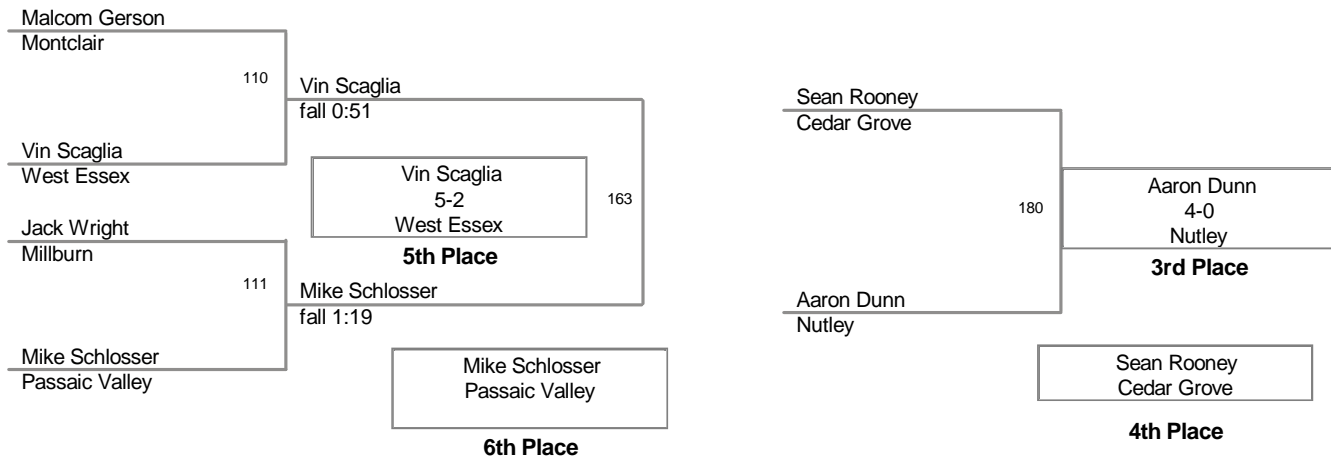 Malcom Gerson
Montclair
110
Vin Scaglia
fall 0:51
Vin Scaglia
West Essex
Vin Scaglia
5-2
West Essex
5th Place
163
Jack Wright
Millburn
111
Mike Schlosser
fall 1:19
Mike Schlosser
Passaic Valley
Mike Schlosser
Passaic Valley
6th Place
Sean Rooney
Cedar Grove
180
Aaron Dunn
4-0
Nutley
3rd Place
Aaron Dunn
Nutley
Sean Rooney
Cedar Grove
4th Place